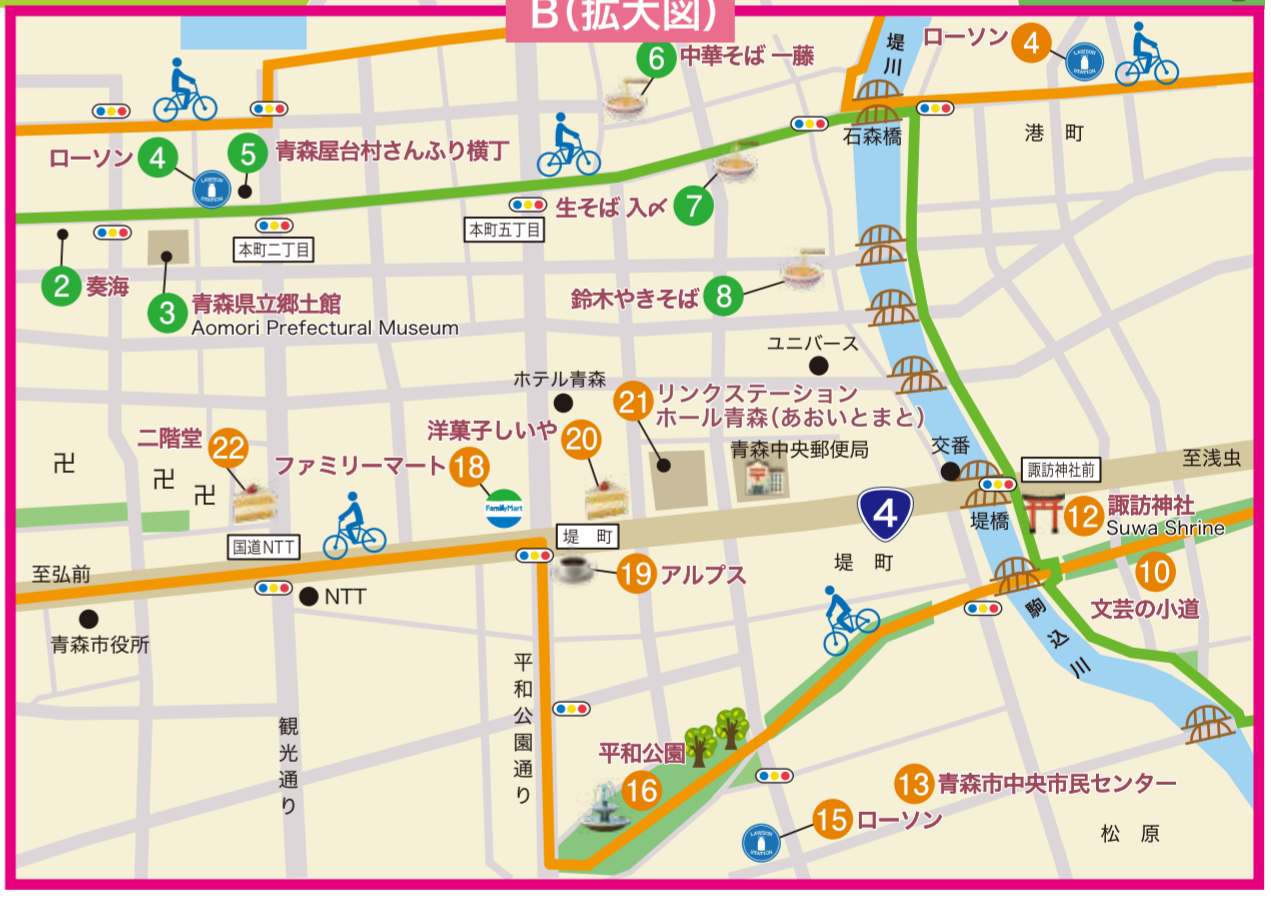 B(拡大図)
6 中華そば 一藤
堤川
ローソン 4
LAWSON STATION
石森橋
港 町
ローソン 4
5 青森屋台村さんふり横丁
LAWSON STATION
生そば 入〆 7
本町五丁目
本町二丁目
2 奏海
3 青森県立郷土館
Aomori Prefectural Museum
鈴木やきそば 8
ユニバース
ホテル青森
21 リンクステーション
ホール青森(あおいとまと)
洋菓子しいや 20
二階堂 22
ファミリーマート 18
FamilyMart
青森中央郵便局
交番
諏訪神社前
至浅虫
卍
卍
卍
4
堤橋
12 諏訪神社
Suwa Shrine
国道NTT
堤 町
堤 町
至弘前
19 アルプス
10
文芸の小道
NTT
青森市役所
駒込川
平和公園通り
観光通り
平和公園
16
13 青森市中央市民センター
15 ローソン
LAWSON STATION
松 原